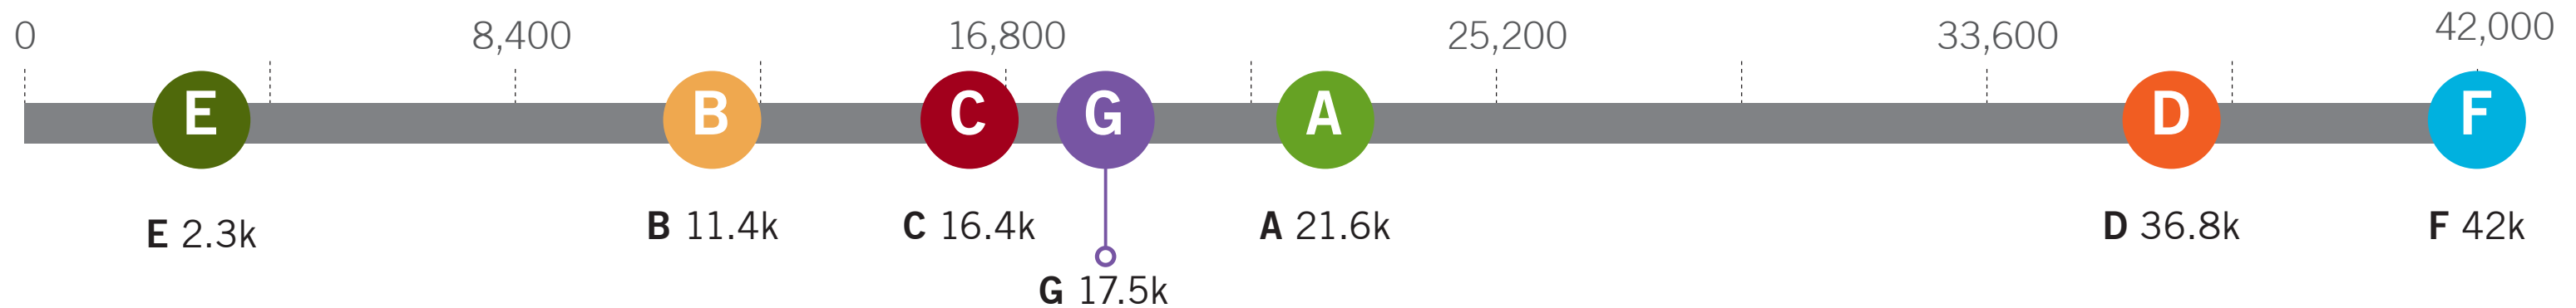 0 8,400 16,800 25,200 33,600 42,000
E B C G A D F
E 2.3k B 11.4k C 16.4k A 21.6k D 36.8k F 42k
G 17.5k